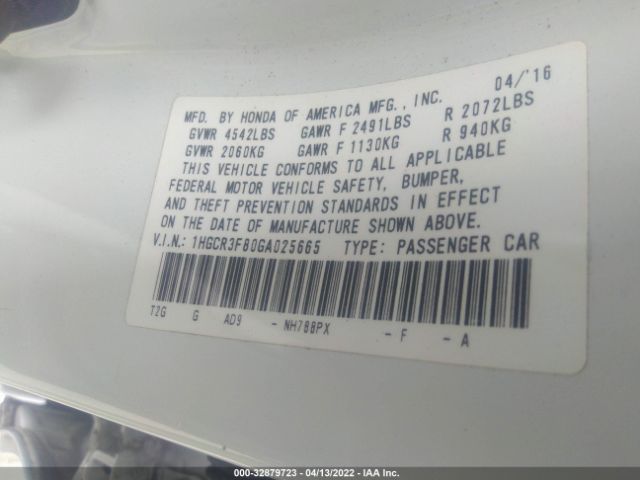 MFD. BY HONDA OF AMERICA MFG., INC. 04/'16
GVWR 4542LBS GAWR F 2491LBS R 2072LBS
GVWR 2060KG GAWR F 1130KG R 940KG
THIS VEHICLE CONFORMS TO ALL APPLICABLE
FEDERAL MOTOR VEHICLE SAFETY, BUMPER,
AND THEFT PREVENTION STANDARDS IN EFFECT
ON THE DATE OF MANUFACTURE SHOWN ABOVE.
V.I.N.: 1HGCR3F80GA025665 TYPE: PASSENGER CAR
T2G G AD9 - NH788PX - F - A
000-32879723 - 04/13/2022 - IAA Inc.